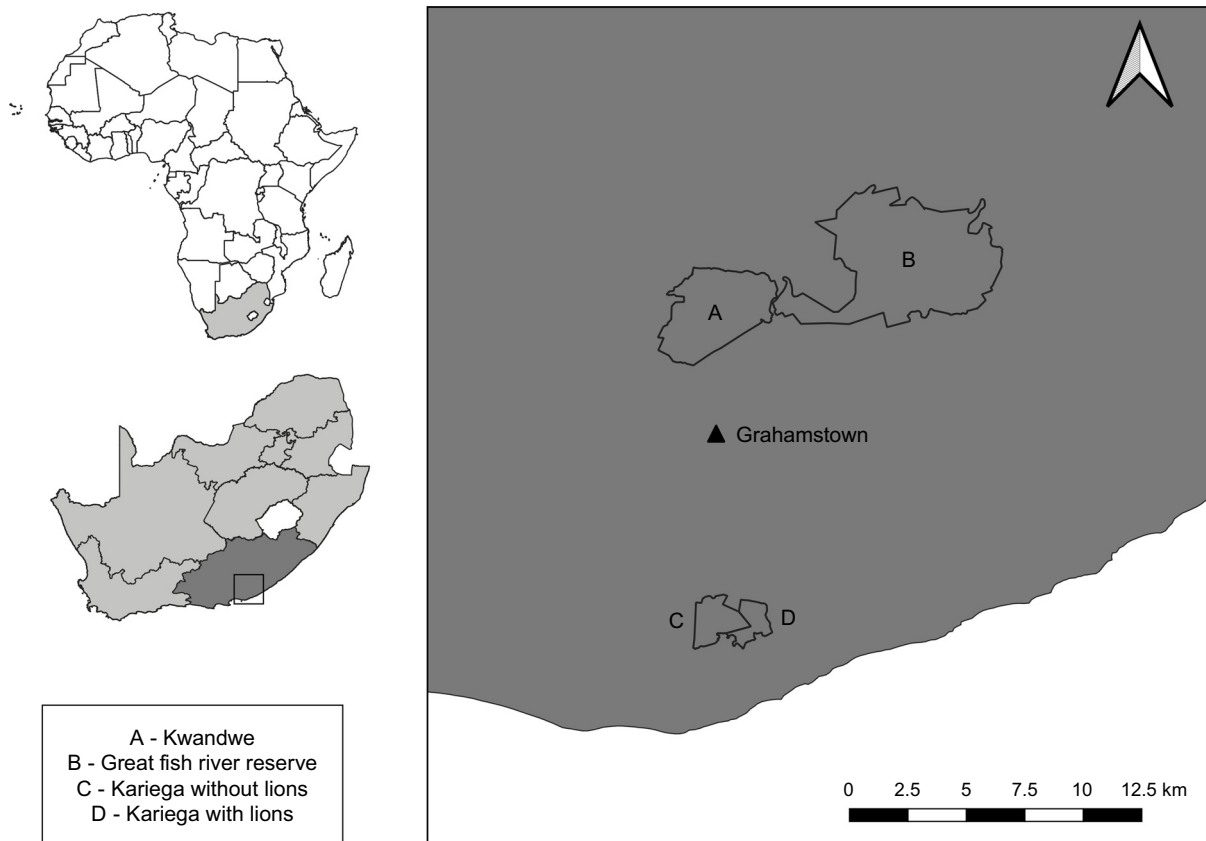 A
B
Grahamstown
C
D
A - Kwandwe
B - Great fish river reserve
C - Kariega without lions
D - Kariega with lions
0 2.5 5 7.5 10 12.5 km